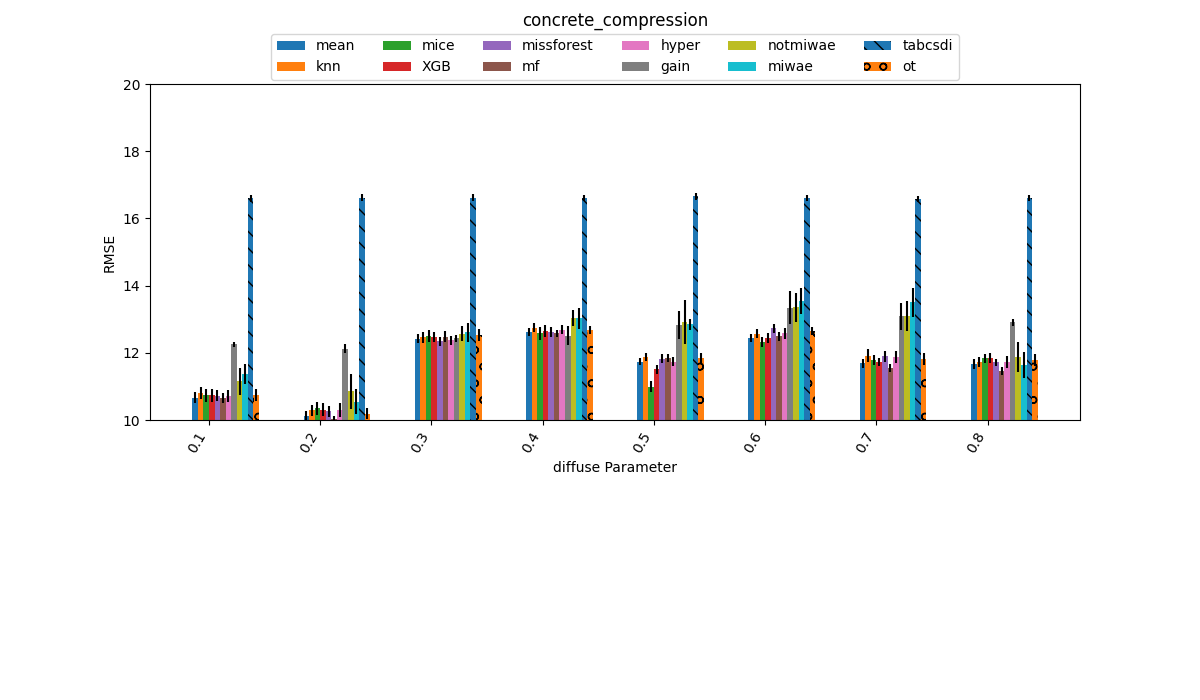 concrete_compression
mean mice missforest hyper notmiwae tabcsdi
knn XGB mf gain miwae ot
20
18
16
14
12
10
RMSE
0.1 0.2 0.3 0.4 0.5 0.6 0.7 0.8
diffuse Parameter